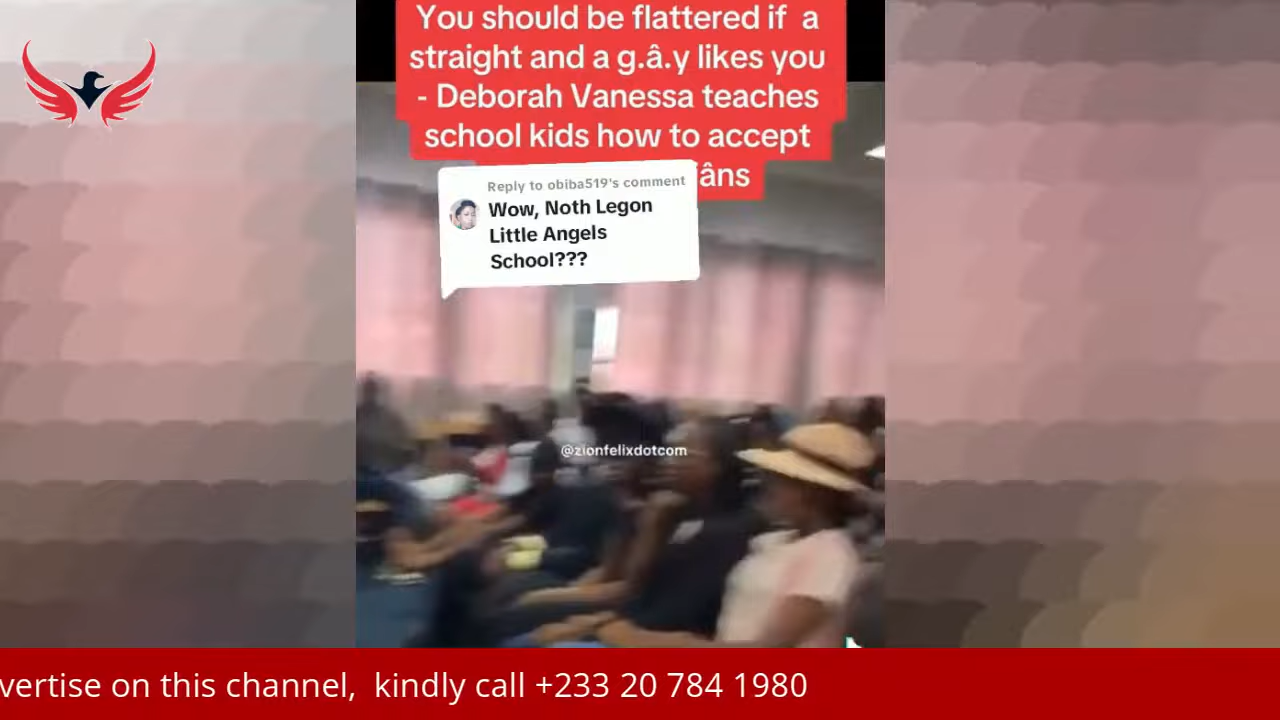 You should be flattered if a
straight and a g.â.y likes you
- Deborah Vanessa teaches
school kids how to accept
iâns
Reply to obiba519's comment
Wow, Noth Legon
Little Angels
School???
@zionfelixdotcom
vertise on this channel, kindly call +233 20 784 1980